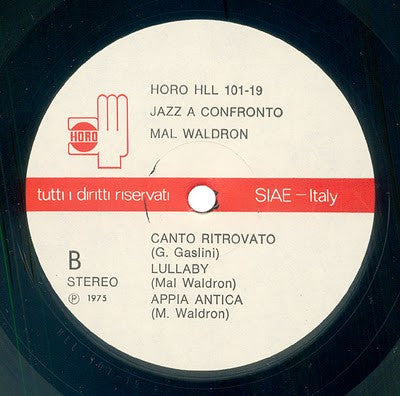 HORO HLL 101-19
JAZZ A CONFRONTO
MAL WALDRON
HORO
tutti i diritti riservati
SIAE – Italy
CANTO RITROVATO
(G. Gaslini)
LULLABY
(Mal Waldron)
APPIA ANTICA
(M. Waldron)
B
STEREO
Ⓟ 1975